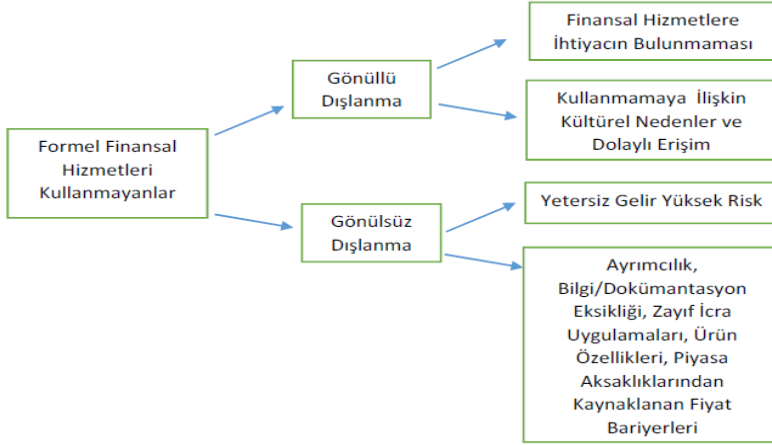 Formel Finansal
Hizmetleri
Kullanmayanlar
Gönüllü
Dışlanma
Finansal Hizmetlere
İhtiyacın Bulunmaması
Kullanmamaya İlişkin
Kültürel Nedenler ve
Dolaylı Erişim
Gönülsüz
Dışlanma
Yetersiz Gelir Yüksek Risk
Ayrımcılık,
Bilgi/Dokümantasyon
Eksikliği, Zayıf İcra
Uygulamaları, Ürün
Özellikleri, Piyasa
Aksaklıklarından
Kaynaklanan Fiyat
Bariyerleri